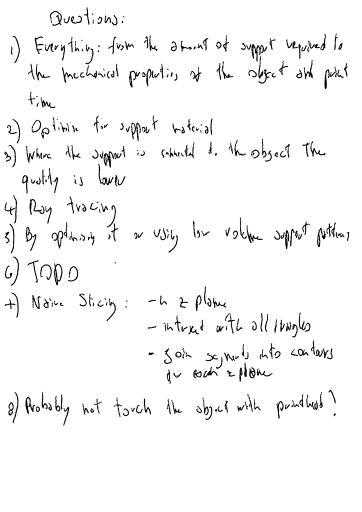 Questions:
1) Everything: from the amount of support required to
the mechanical properties of the object and print
time
2) Optimize for support material
3) Where the support is connected to the object The
quality is lower
4) Ray tracing
5) By optimising it or using low volume support patterns
6) TODO
7) Naive Slicing: - n z plane
- intersect with all triangles
- Join segments into contours
for each z plane
8) Probably not touch the object with printhead?